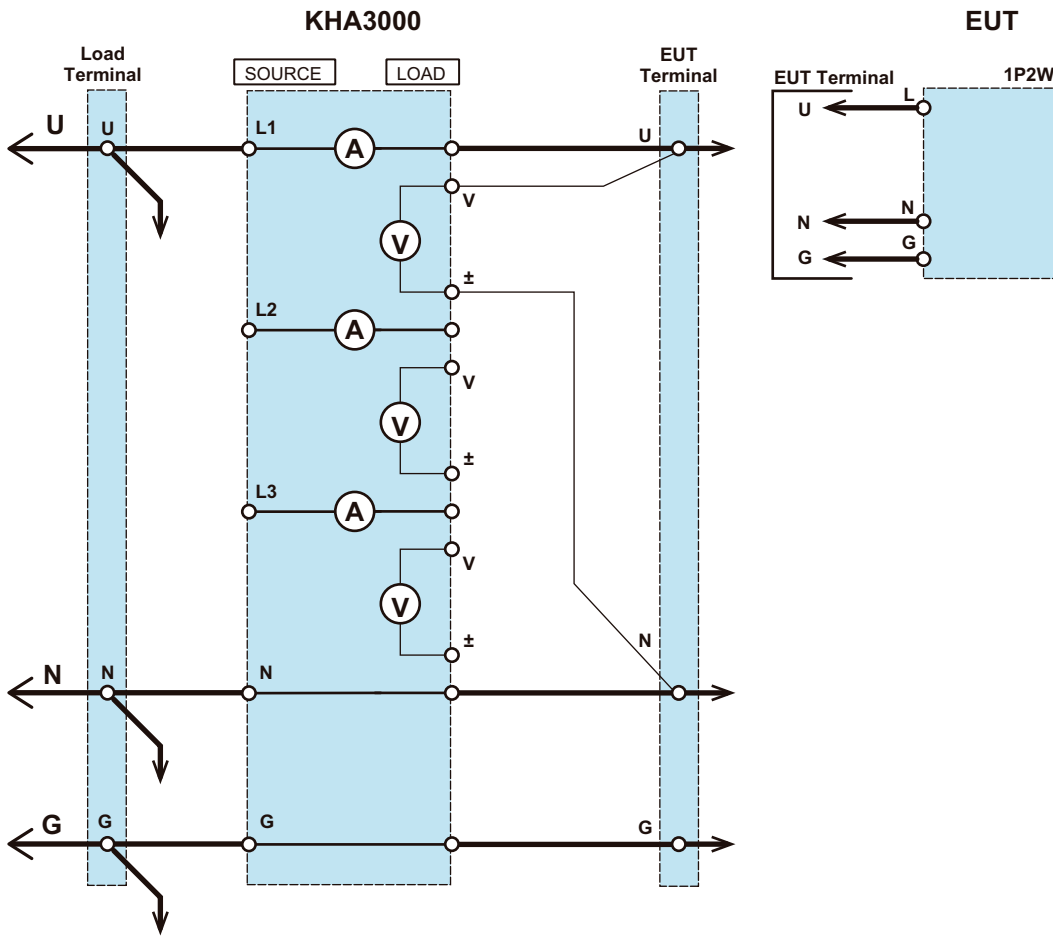 KHA3000
EUT
Load
Terminal
SOURCE
LOAD
EUT
Terminal
EUT Terminal
1P2W
U
U
L1
A
U
U
L
V
V
N
N
G
G
±
L2
A
V
V
±
L3
A
V
V
±
N
N
N
N
G
G
G
G